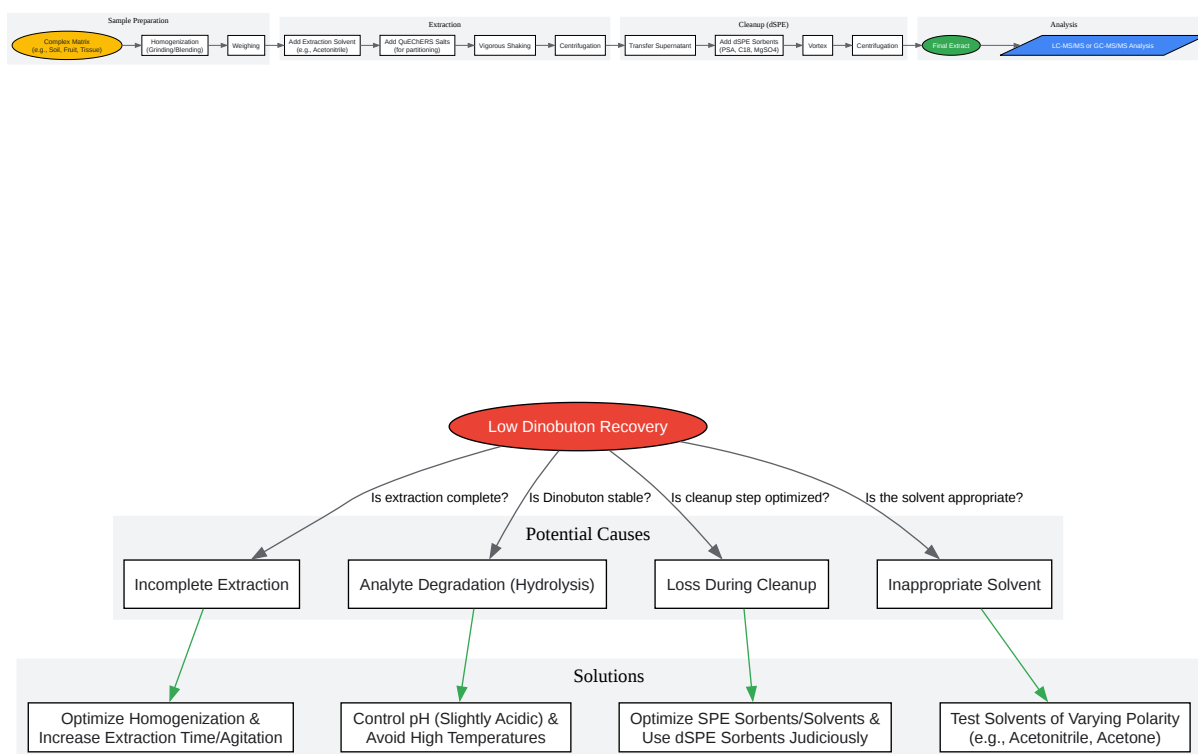 Sample Preparation
Complex Matrix
(e.g., Soil, Fruit, Tissue)
Homogenization
(Grinding/Blending)
Weighing
Extraction
Add Extraction Solvent
(e.g., Acetonitrile)
Add QuEChERS Salts
(for partitioning)
Vigorous Shaking
Centrifugation
Cleanup (dSPE)
Transfer Supernatant
Add dSPE Sorbents
(PSA, C18, MgSO4)
Vortex
Centrifugation
Analysis
Final Extract
LC-MS/MS or GC-MS/MS Analysis
Low Dinobuton Recovery
Is extraction complete?
Is Dinobuton stable?
Is cleanup step optimized?
Is the solvent appropriate?
Potential Causes
Incomplete Extraction
Analyte Degradation (Hydrolysis)
Loss During Cleanup
Inappropriate Solvent
Solutions
Optimize Homogenization &
Increase Extraction Time/Agitation
Control pH (Slightly Acidic) &
Avoid High Temperatures
Optimize SPE Sorbents/Solvents &
Use dSPE Sorbents Judiciously
Test Solvents of Varying Polarity
(e.g., Acetonitrile, Acetone)